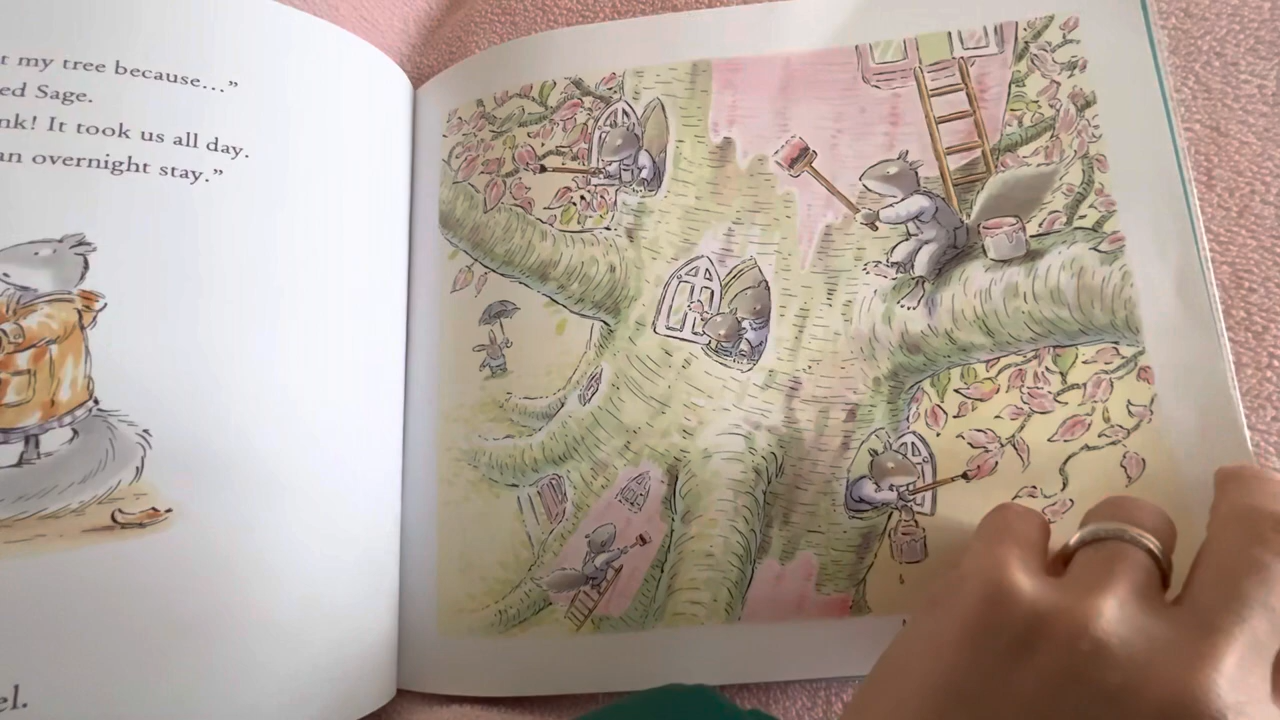 t my tree because…”
ed Sage.
nk! It took us all day.
an overnight stay.”
el.